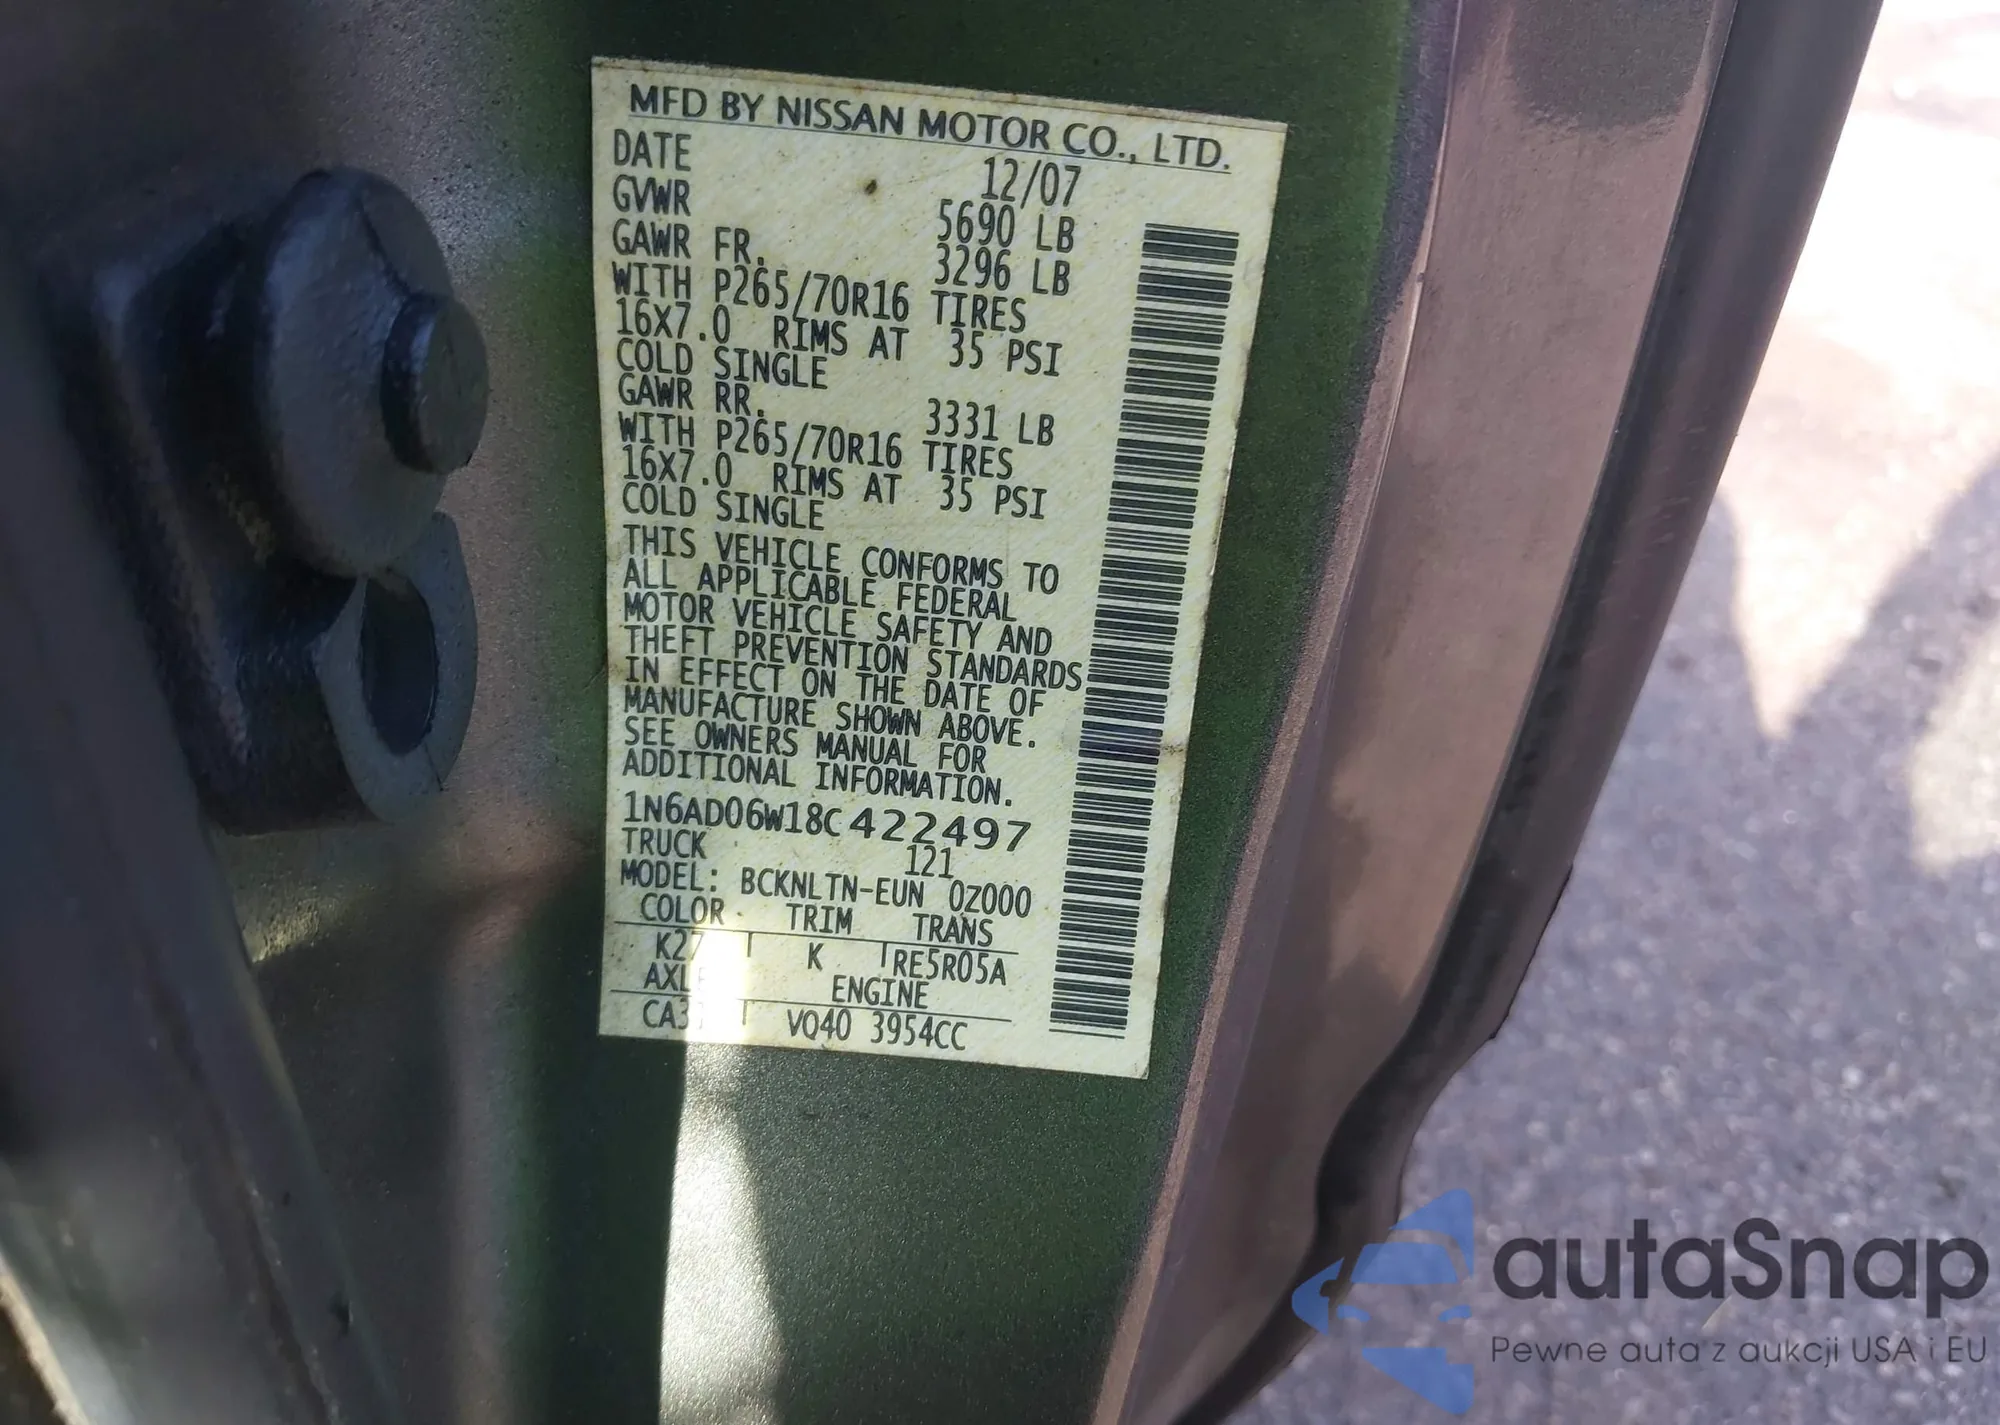 MFD BY NISSAN MOTOR CO., LTD.
DATE 12/07
GVWR 5690 LB
GAWR FR. 3296 LB
WITH P265/70R16 TIRES
16X7.0 RIMS AT 35 PSI
COLD SINGLE
GAWR RR. 3331 LB
WITH P265/70R16 TIRES
16X7.0 RIMS AT 35 PSI
COLD SINGLE
THIS VEHICLE CONFORMS TO
ALL APPLICABLE FEDERAL
MOTOR VEHICLE SAFETY AND
THEFT PREVENTION STANDARDS
IN EFFECT ON THE DATE OF
MANUFACTURE SHOWN ABOVE.
SEE OWNERS MANUAL FOR
ADDITIONAL INFORMATION.
1N6AD06W18C422497
TRUCK 121
MODEL: BCKNLTN-EUN 0Z000
COLOR TRIM TRANS
K27 K RE5R05A
ENGINE
VQ40 3954CC
autaSnap
Pewne auta z aukcji USA i EU